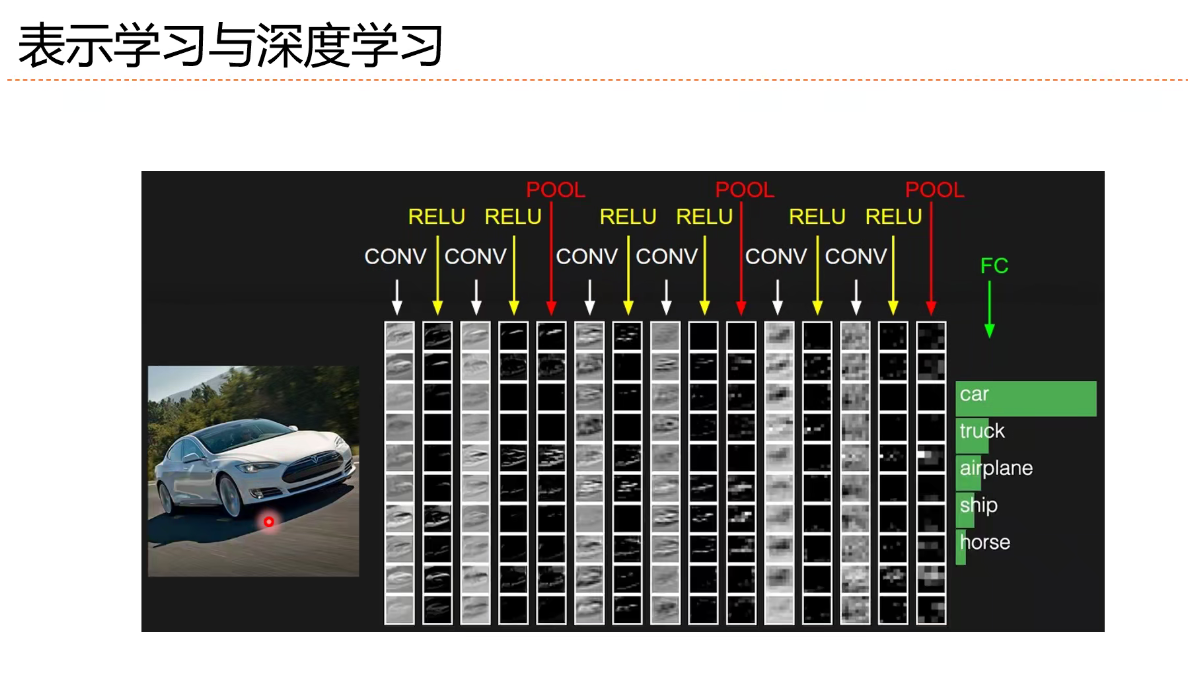 表示学习与深度学习
POOL POOL POOL
RELU RELU RELU RELU RELU RELU
CONV CONV CONV CONV CONV CONV
FC
car
truck
airplane
ship
horse